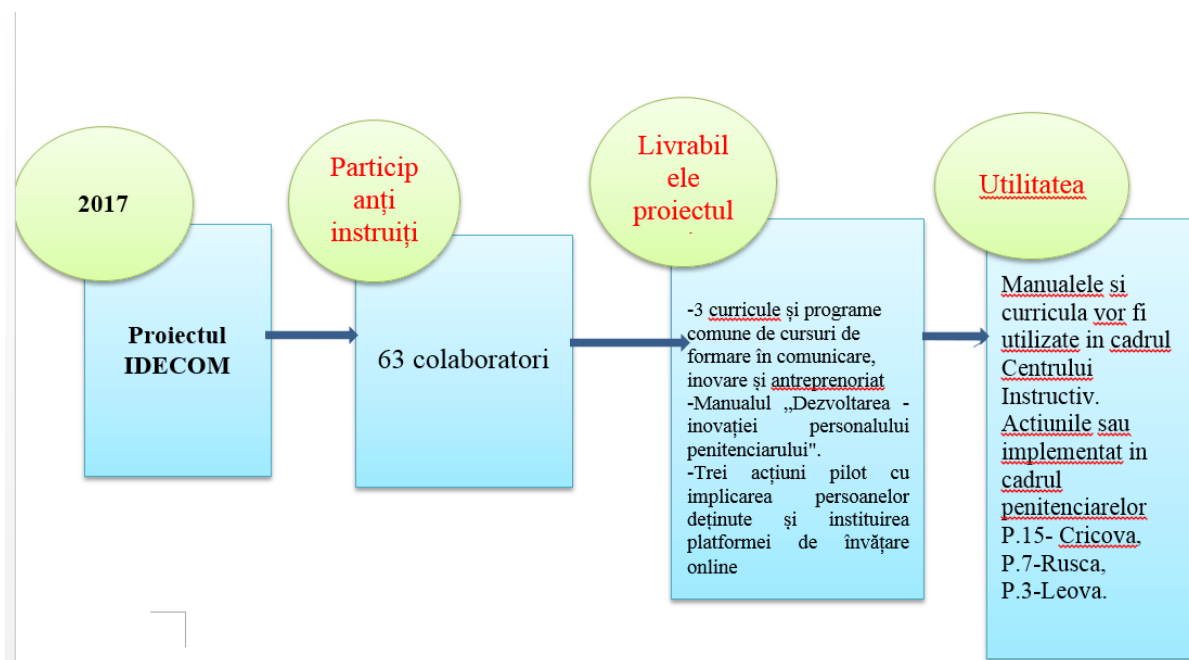 2017
Proiectul
IDECOM
Particip
anți
instruiți
63 colaboratori
Livrabil
ele
proiectul
-3 curricule și programe
comune de cursuri de
formare în comunicare,
inovare și antreprenoriat
-Manualul „Dezvoltarea -
inovației personalului
penitenciarului".
-Trei acțiuni pilot cu
implicarea persoanelor
deținute și instituirea
platformei de învățare
online
Utilitatea
Manualele si
curricula vor fi
utilizate in cadrul
Centrului
Instructiv.
Actiunile sau
implementat in
cadrul
penitenciarelor
P.15- Cricova,
P.7-Rusca,
P.3-Leova.